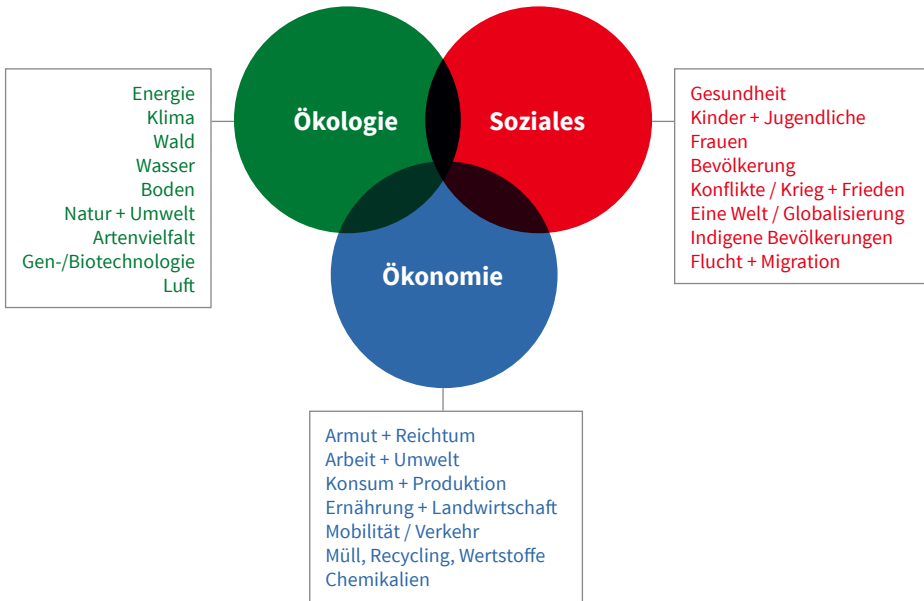 Ökologie
Soziales
Ökonomie
Energie
Klima
Wald
Wasser
Boden
Natur + Umwelt
Artenvielfalt
Gen-/Biotechnologie
Luft
Gesundheit
Kinder + Jugendliche
Frauen
Bevölkerung
Konflikte / Krieg + Frieden
Eine Welt / Globalisierung
Indigene Bevölkerungen
Flucht + Migration
Armut + Reichtum
Arbeit + Umwelt
Konsum + Produktion
Ernährung + Landwirtschaft
Mobilität / Verkehr
Müll, Recycling, Wertstoffe
Chemikalien